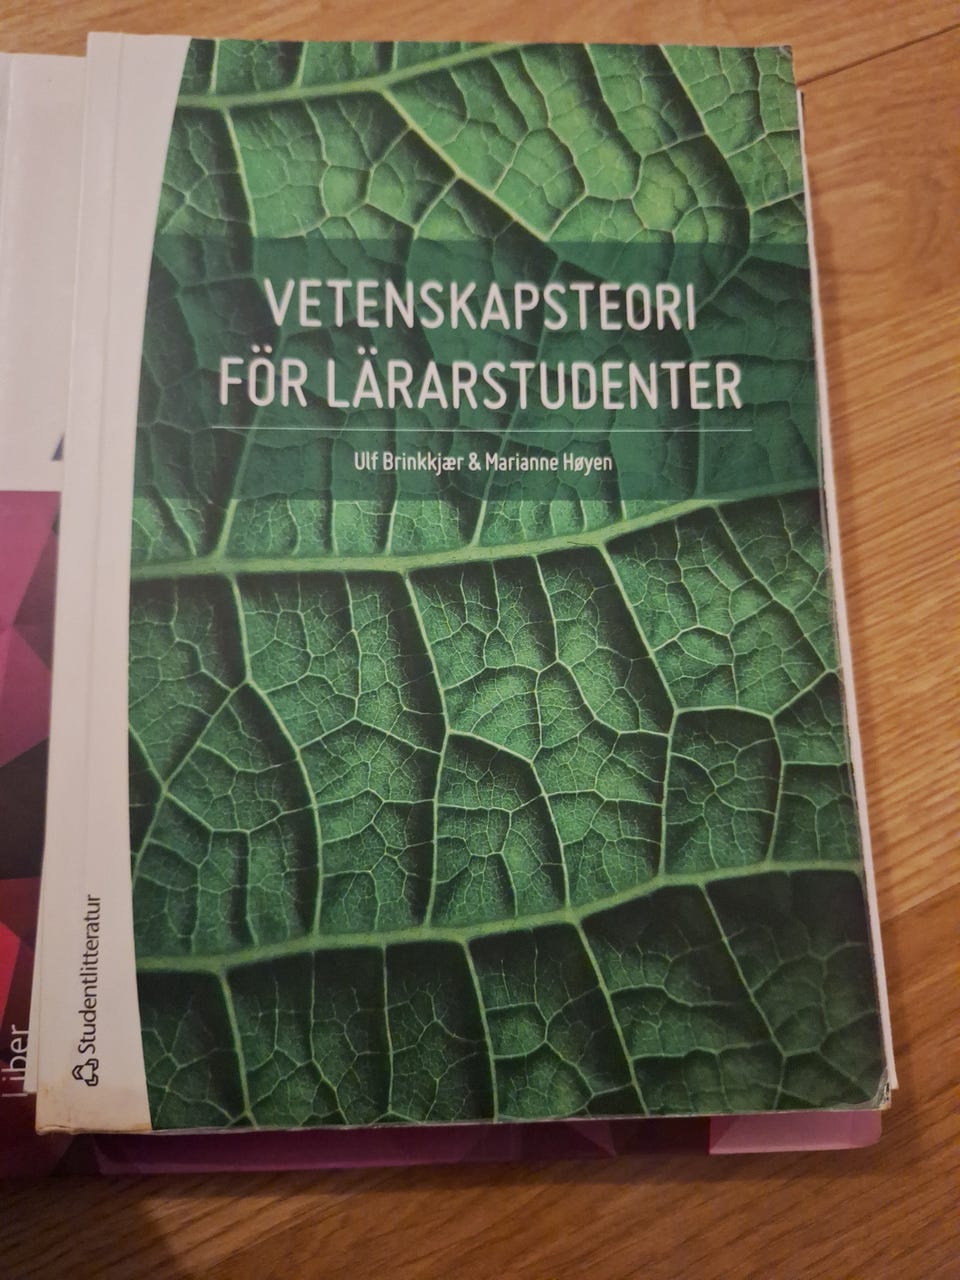 VETENSKAPSTEORI
FÖR LÄRARSTUDENTER
Ulf Brinkkjær & Marianne Høyen
Studentlitteratur
Liber